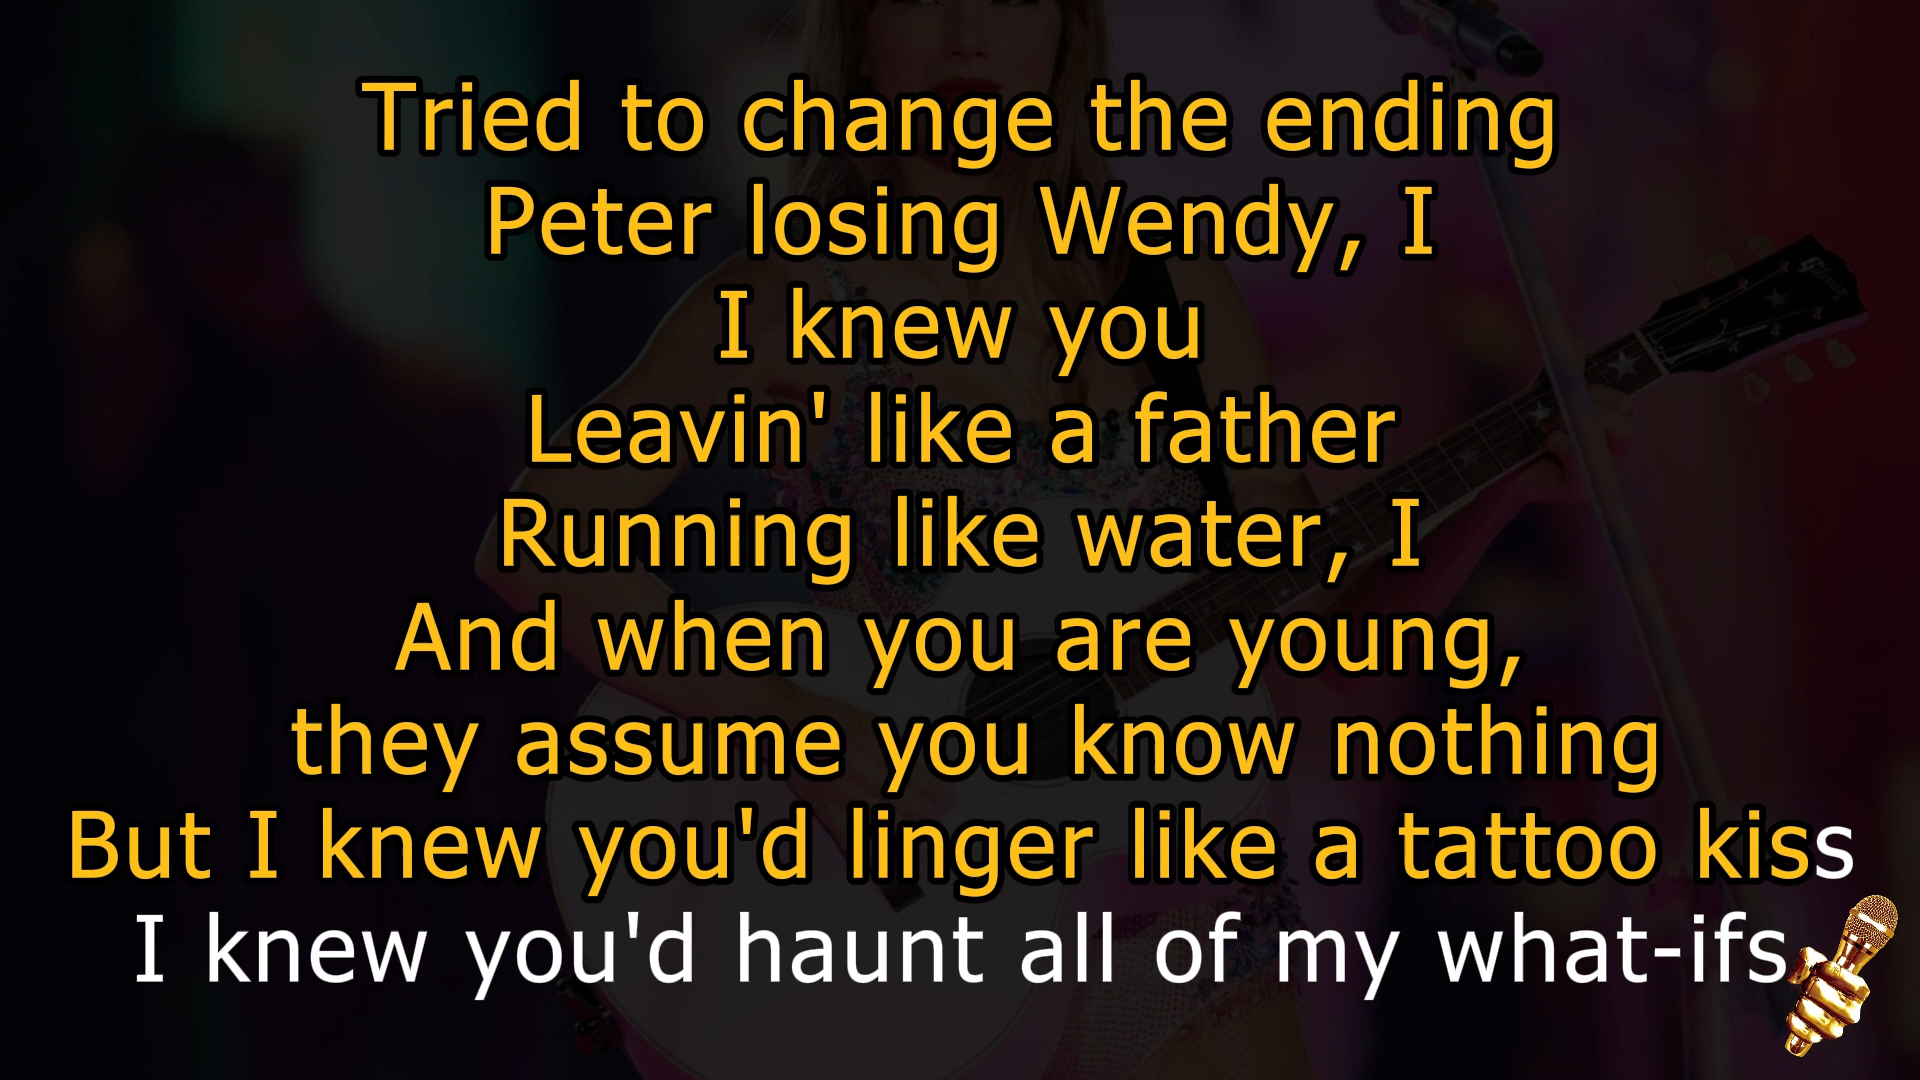 Tried to change the ending
Peter losing Wendy, I
I knew you
Leavin' like a father
Running like water, I
And when you are young,
they assume you know nothing
But I knew you'd linger like a tattoo kiss
I knew you'd haunt all of my what-ifs
Gibson